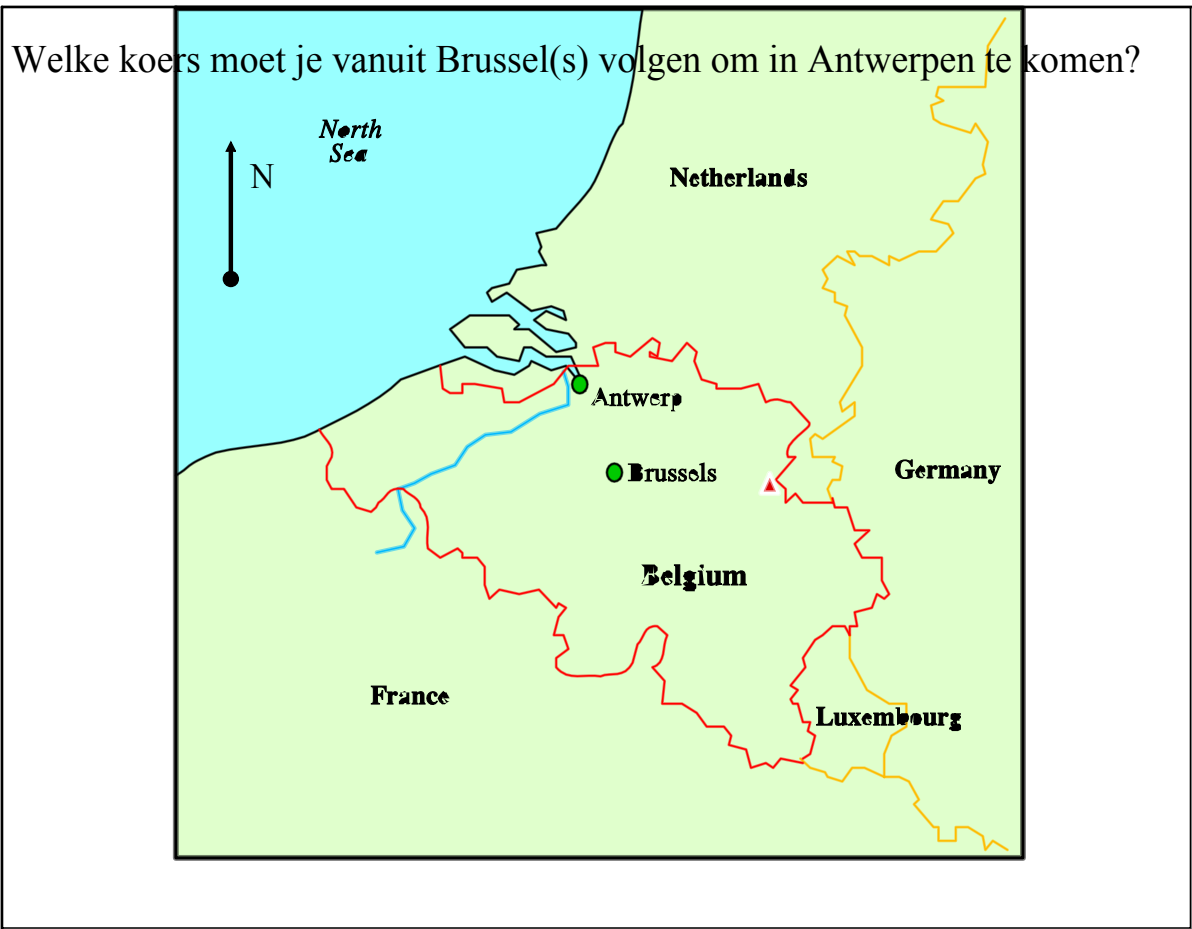 Welke koers moet je vanuit Brussel(s) volgen om in Antwerpen te komen?
North
Sea
N
Netherlands
Antwerp
Brussels
Germany
Belgium
France
Luxembourg